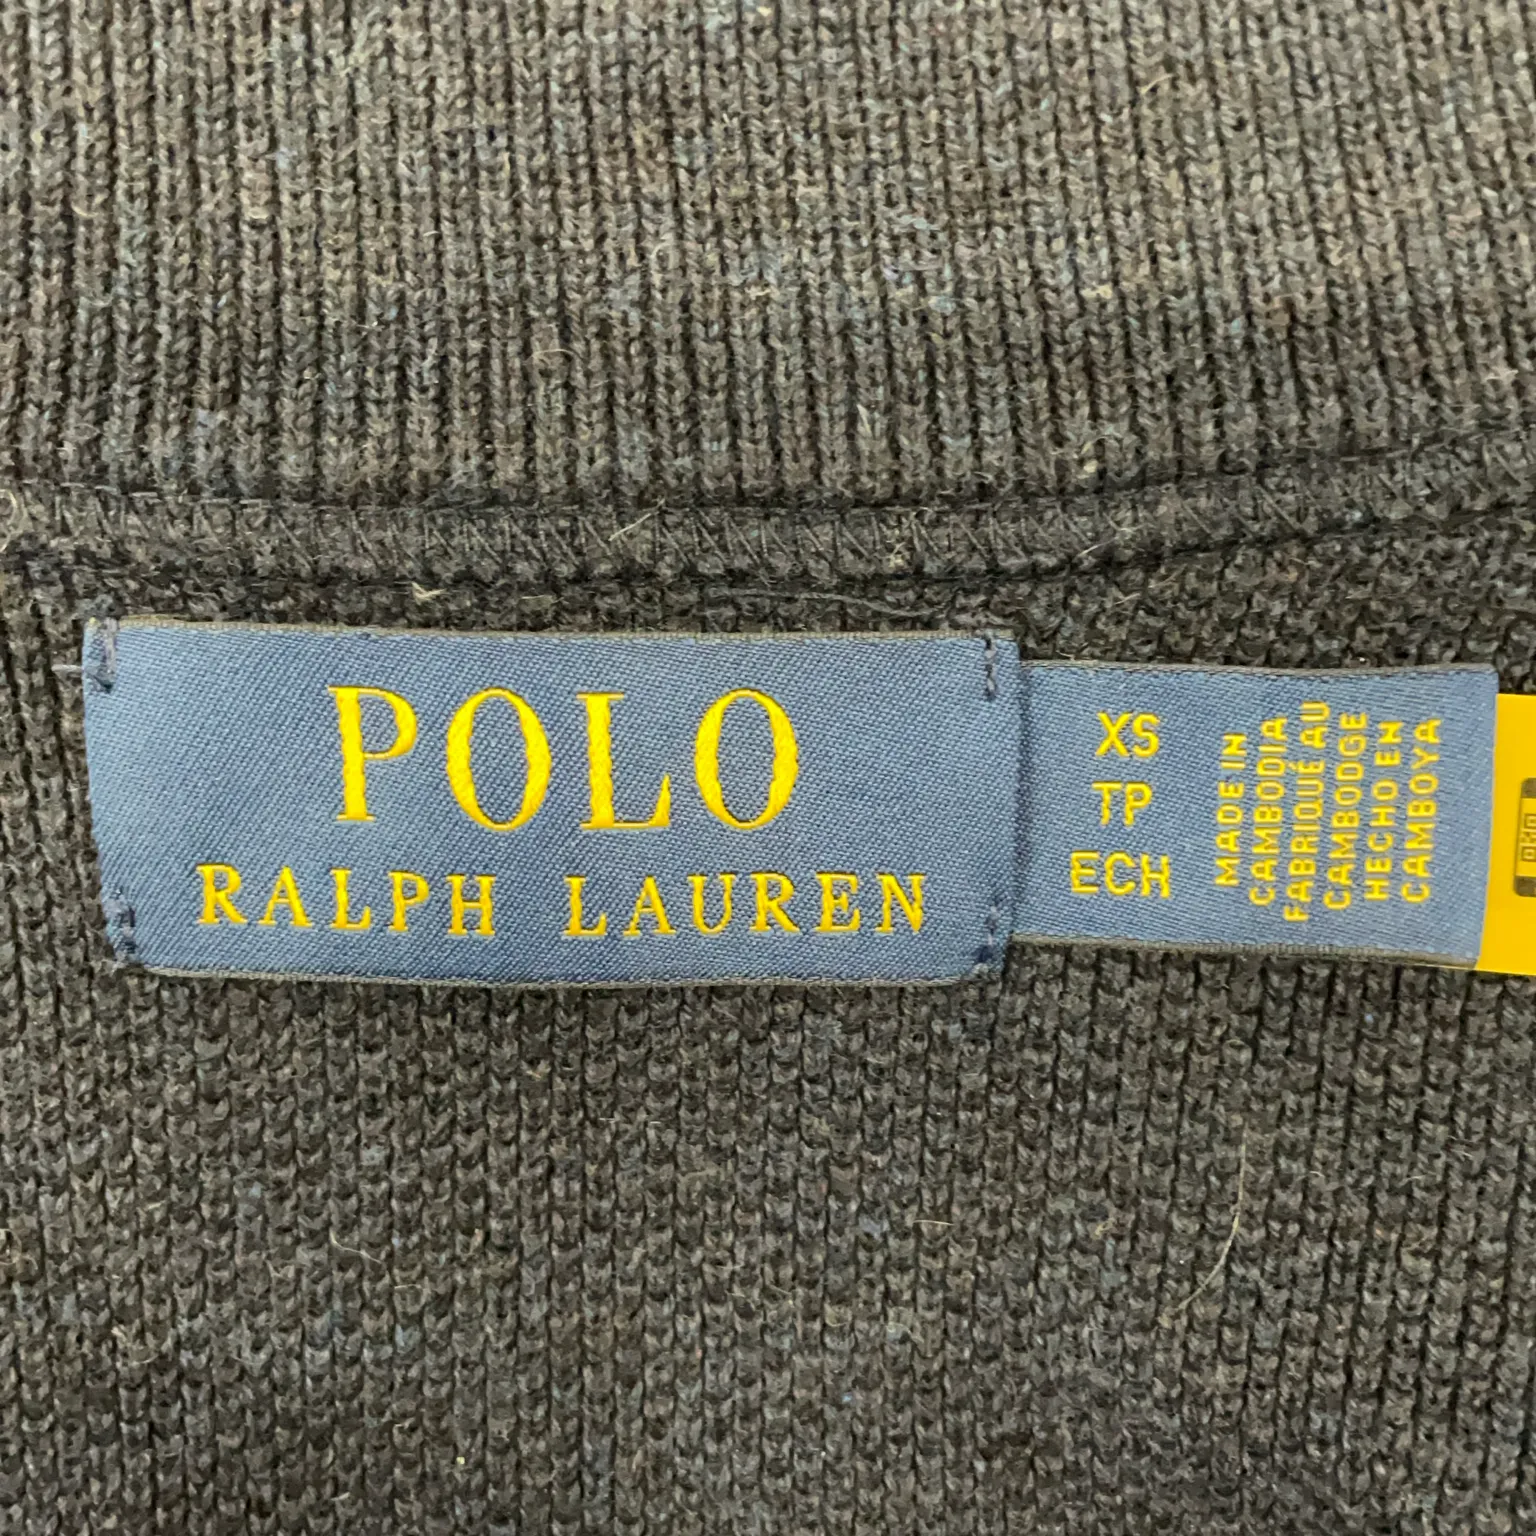 POLO
RALPH LAUREN
XS
TP
ECH
MADE IN
CAMBODIA
FABRIQUÉ AU
CAMBODGE
HECHO EN
CAMBOYA